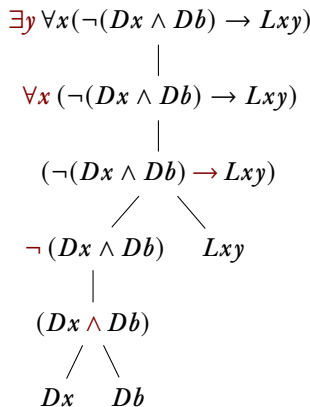 ∃y ∀x(¬(Dx ∧ Db) → Lxy)
∀x (¬(Dx ∧ Db) → Lxy)
(¬(Dx ∧ Db) → Lxy)
¬ (Dx ∧ Db) Lxy
(Dx ∧ Db)
Dx Db